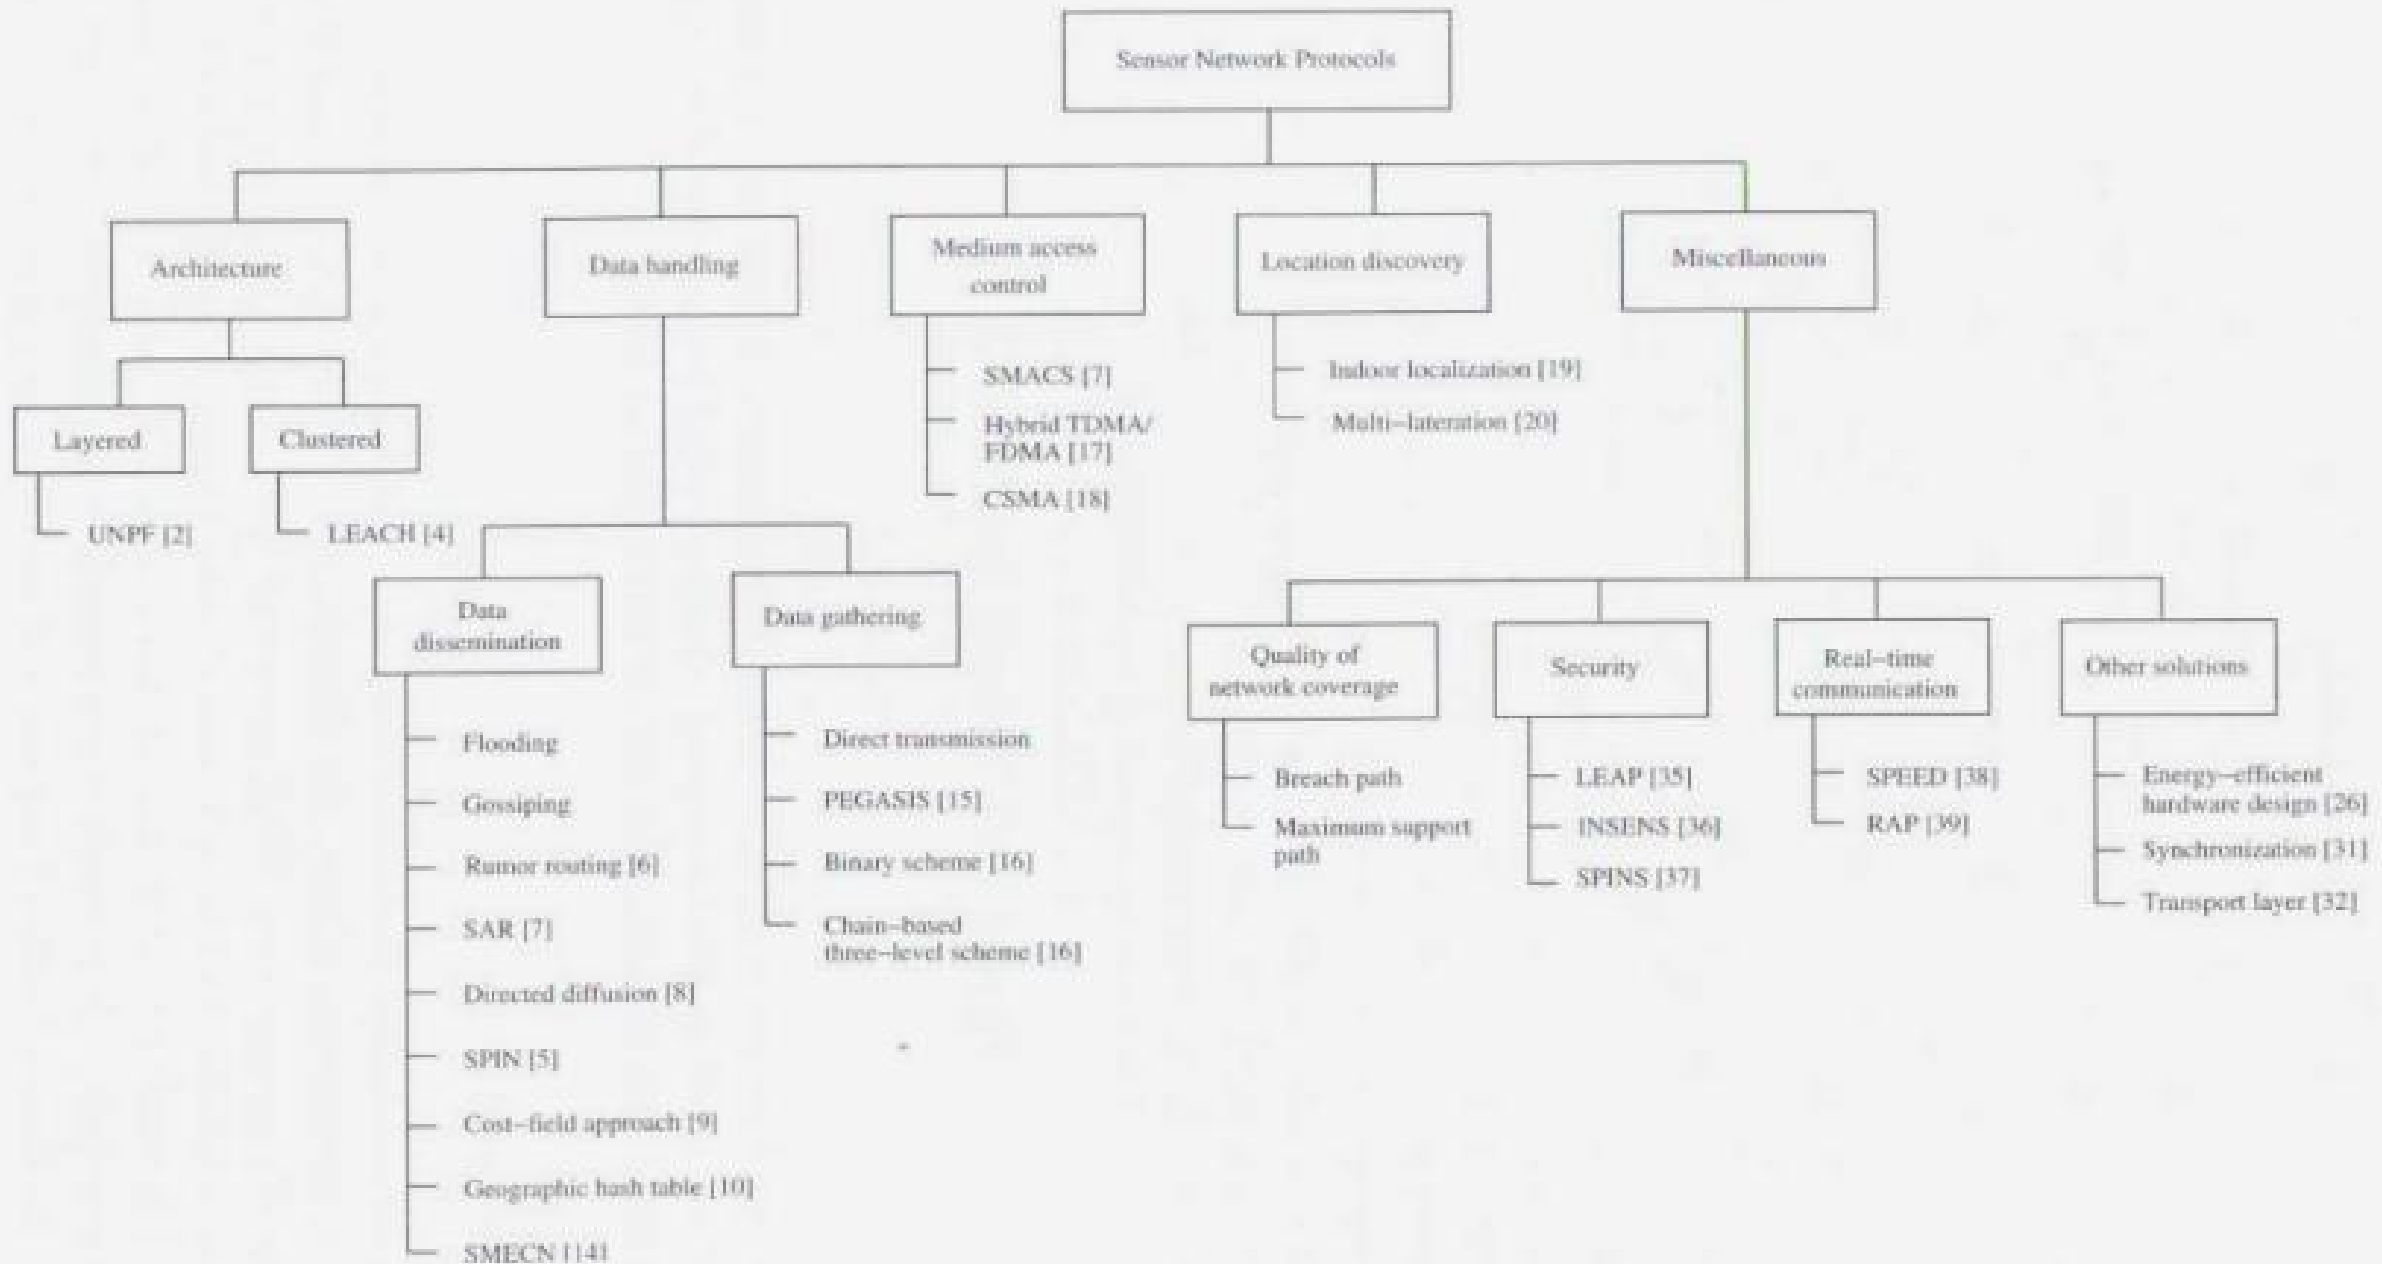 Sensor Network Protocols
Architecture
Data handling
Medium access
control
Location discovery
Miscellaneous
Layered
Clustered
UNPF [2]
LEACH [4]
SMACS [7]
Hybrid TDMA/
FDMA [17]
CSMA [18]
Indoor localization [19]
Multi-lateration [20]
Data
dissemination
Data gathering
Flooding
Gossiping
Rumor routing [6]
SAR [7]
Directed diffusion [8]
SPIN [5]
Cost-field approach [9]
Geographic hash table [10]
SMECN [14]
Direct transmission
PEGASIS [15]
Binary scheme [16]
Chain-based
three-level scheme [16]
Quality of
network coverage
Security
Real-time
communication
Other solutions
Breach path
Maximum support
path
LEAP [35]
INSENS [36]
SPINS [37]
SPEED [38]
RAP [39]
Energy-efficient
hardware design [26]
Synchronization [31]
Transport layer [32]